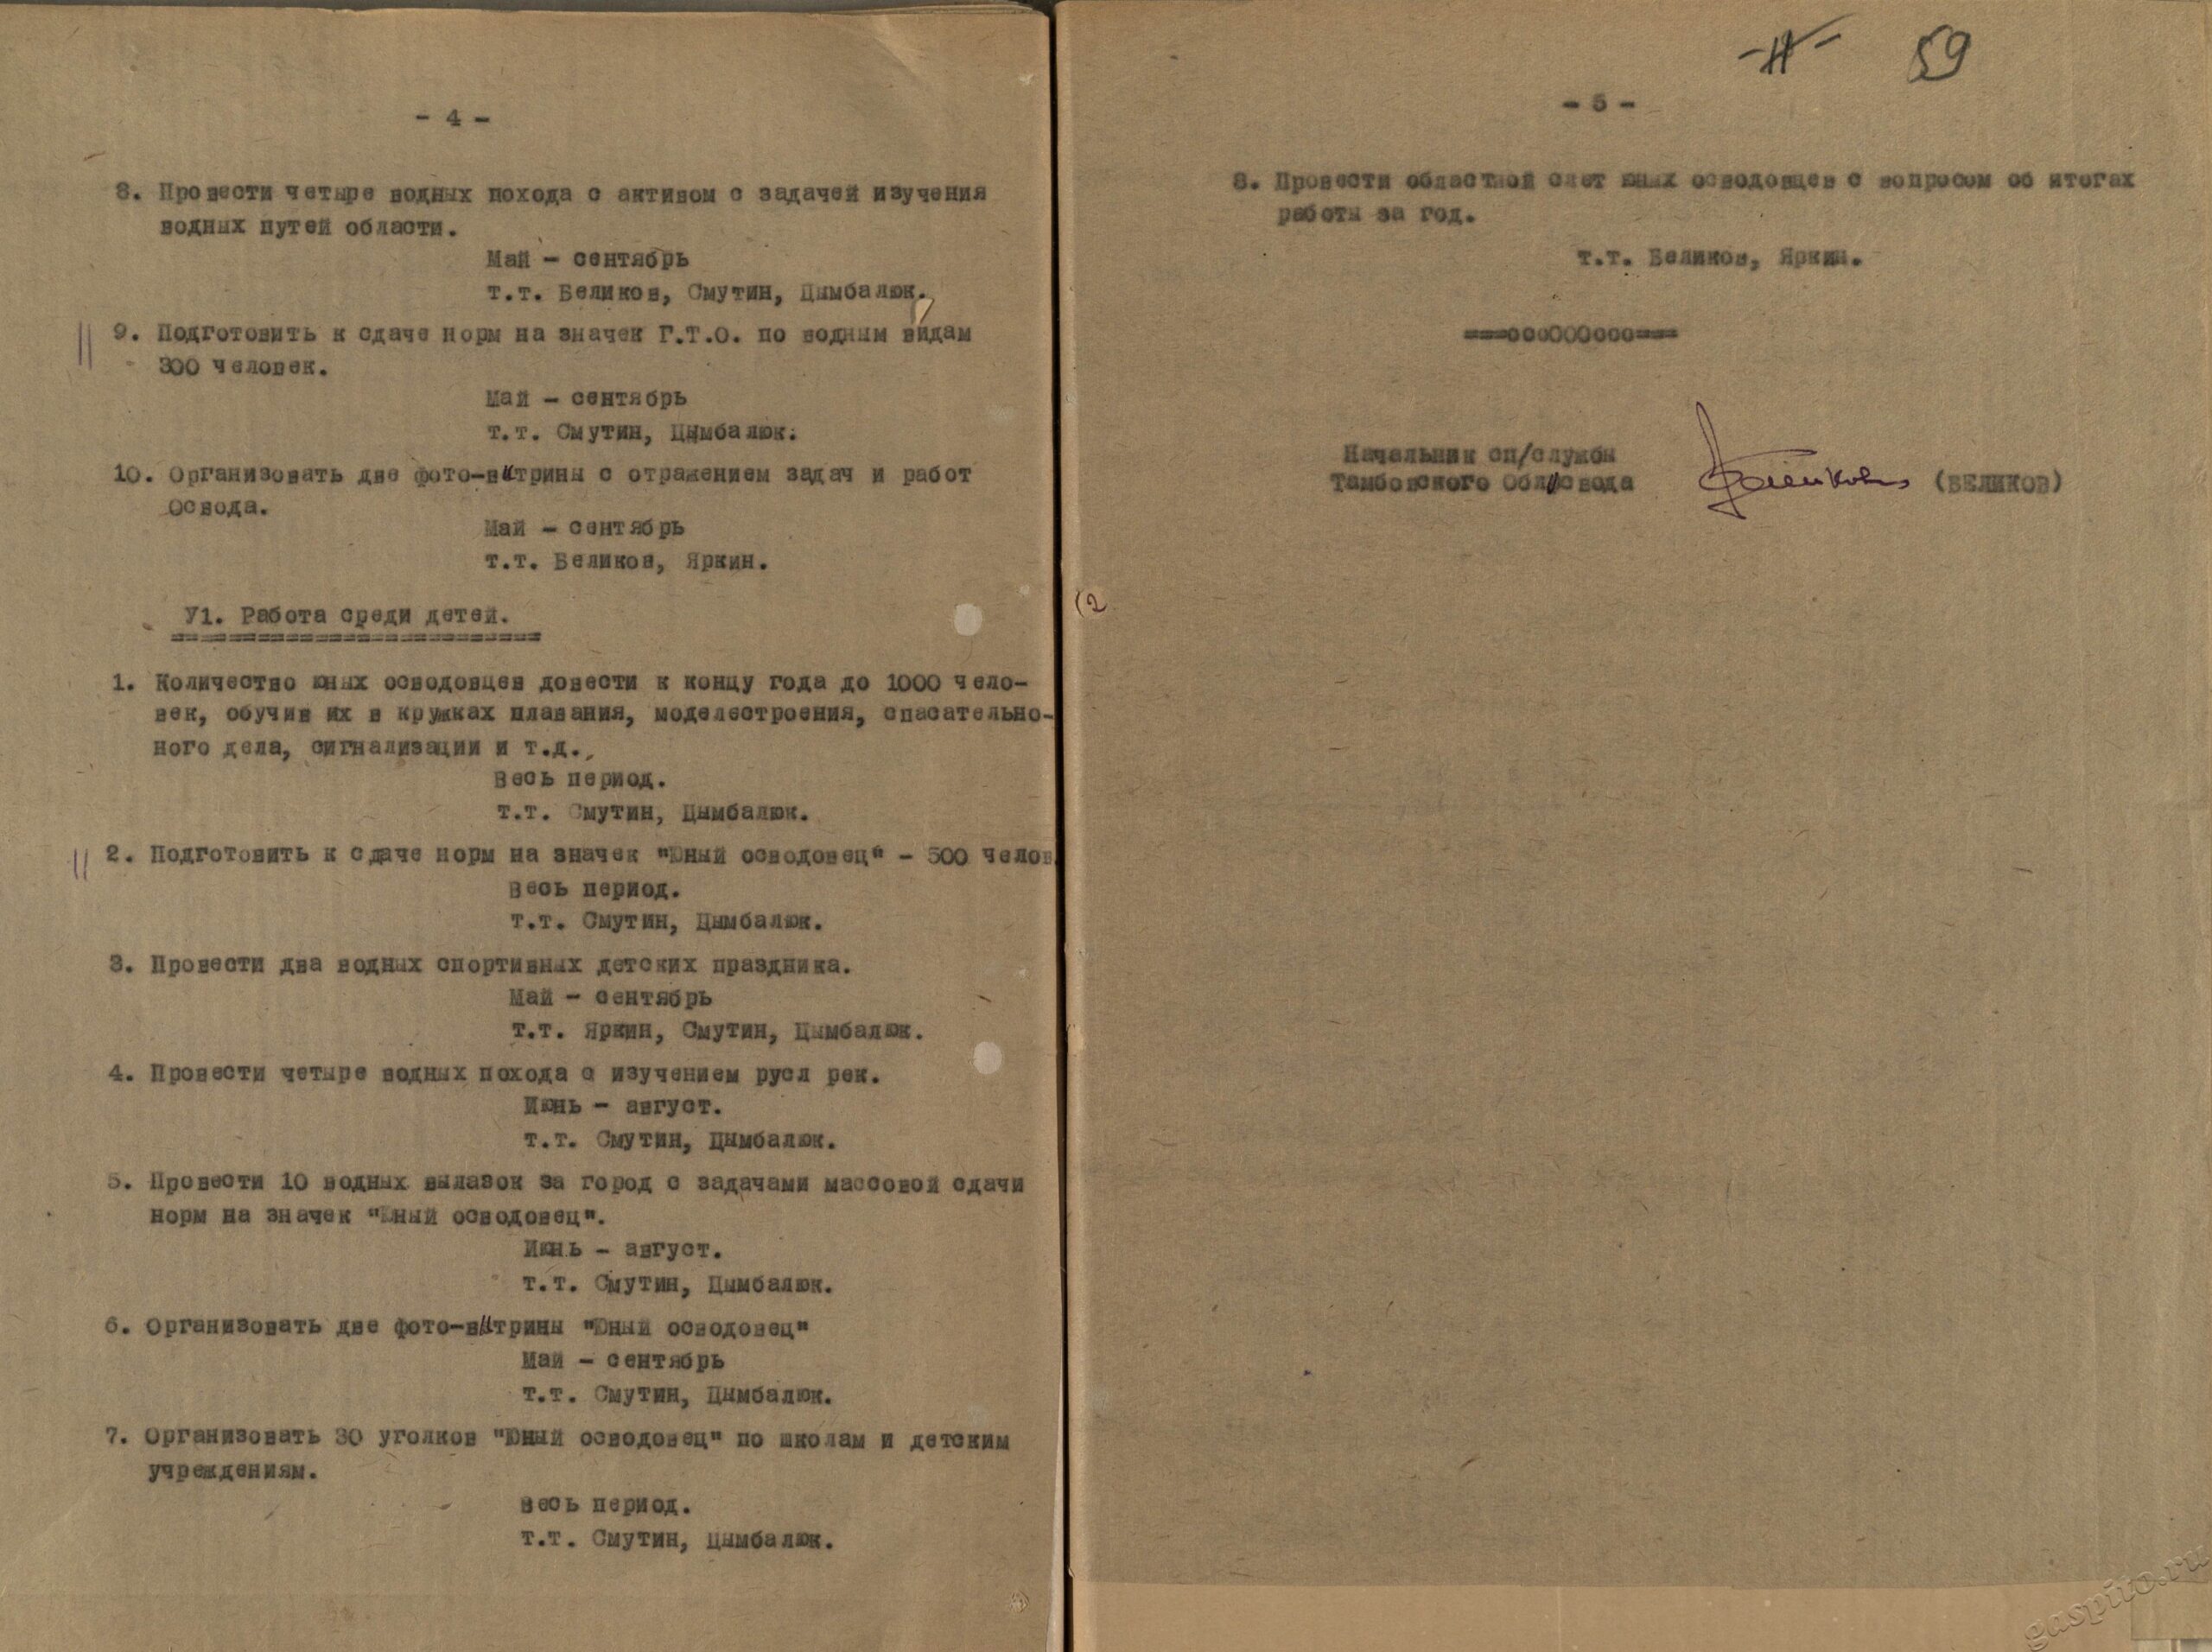 - 4 -
8. Провести четыре водных похода с активом с задачей изучения
водных путей области.
Май - сентябрь
т.т. Беликов, Смутин, Цымбалюк.
9. Подготовить к сдаче норм на значек Г.Т.О. по водным видам
300 человек.
Май - сентябрь
т.т. Смутин, Цымбалюк.
10. Организовать две фото-витрины с отражением задач и работ
Освода.
Май - сентябрь
т.т. Беликов, Яркин.
У1. Работа среди детей.
======================
1. Количество юных осводовцев довести к концу года до 1000 чело-
век, обучив их в кружках плавания, моделестроения, спасательно-
ного дела, сигнализации и т.д.
Весь период.
т.т. Смутин, Цымбалюк.
2. Подготовить к сдаче норм на значек "Юный осводовец" - 500 челов.
Весь период.
т.т. Смутин, Цымбалюк.
3. Провести два водных спортивных детских праздника.
Май - сентябрь
т.т. Яркин, Смутин, Цымбалюк.
4. Провести четыре водных похода с изучением русл рек.
Июнь - август.
т.т. Смутин, Цымбалюк.
5. Провести 10 водных вылазок за город с задачами массовой сдачи
норм на значек "Юный осводовец".
Июнь - август.
т.т. Смутин, Цымбалюк.
6. Организовать две фото-витрины "Юный осводовец"
Май - сентябрь
т.т. Смутин, Цымбалюк.
7. Организовать 30 уголков "Юный осводовец" по школам и детским
учреждениям.
Весь период.
т.т. Смутин, Цымбалюк.
59
- 5 -
8. Провести областной слет юных осводовцев с вопросом об итогах
работы за год.
т.т. Беликов, Яркин.
===оооООООооо===
Начальник сп/службы
Тамбовского Облосвода (БЕЛИКОВ)
(2
gaspito.ru